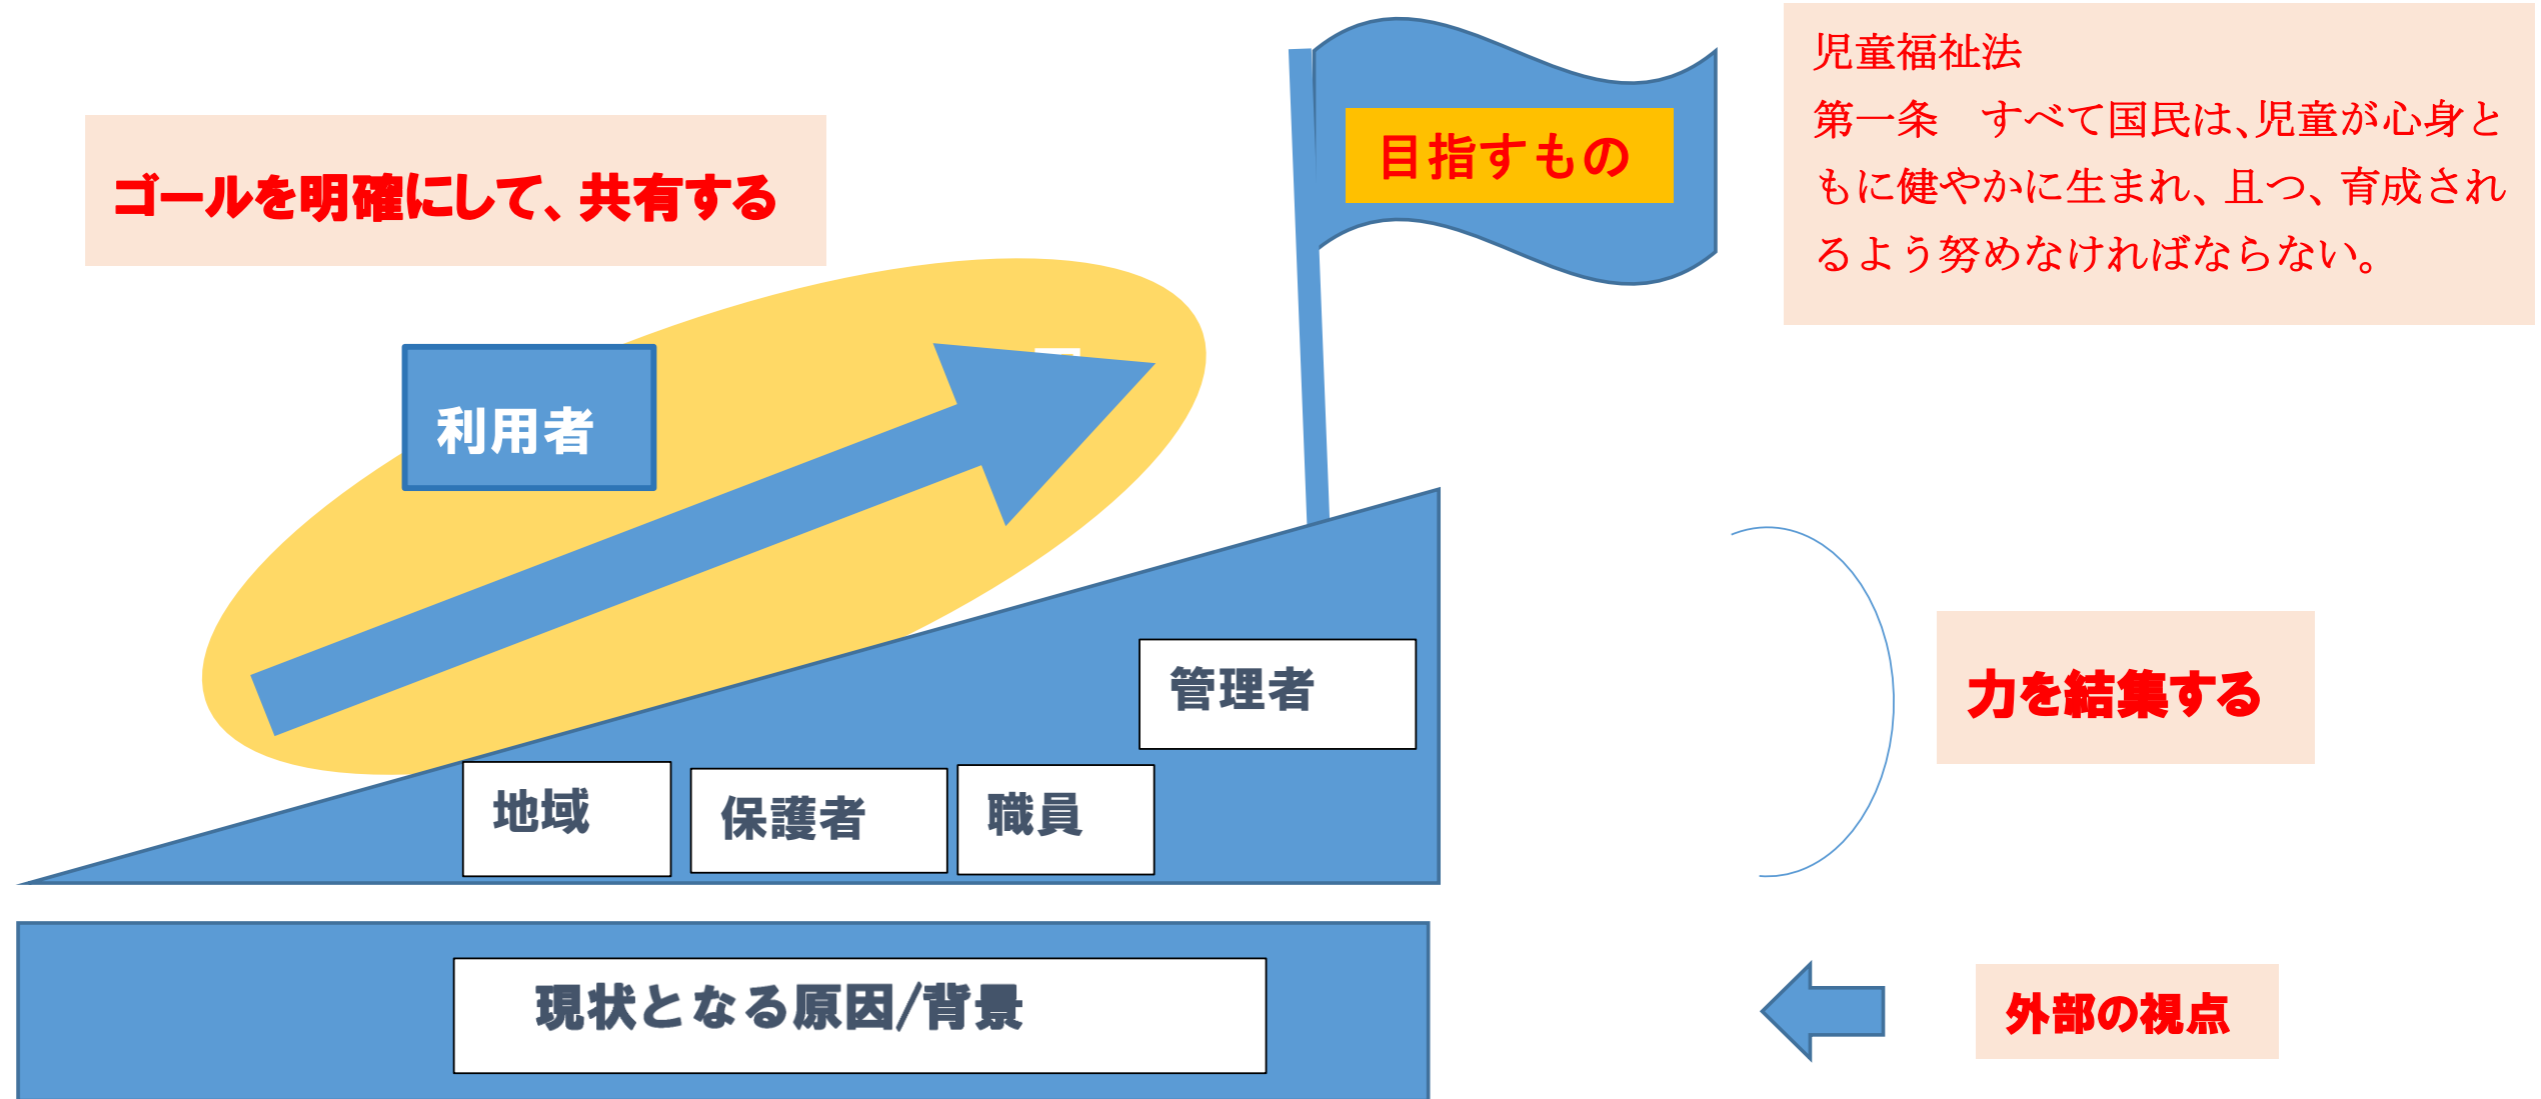 児童福祉法
第一条　すべて国民は、児童が心身と
もに健やかに生まれ、且つ、育成され
るよう努めなければならない。
目指すもの
ゴールを明確にして、共有する
利用者
管理者
力を結集する
地域
保護者
職員
現状となる原因/背景
外部の視点